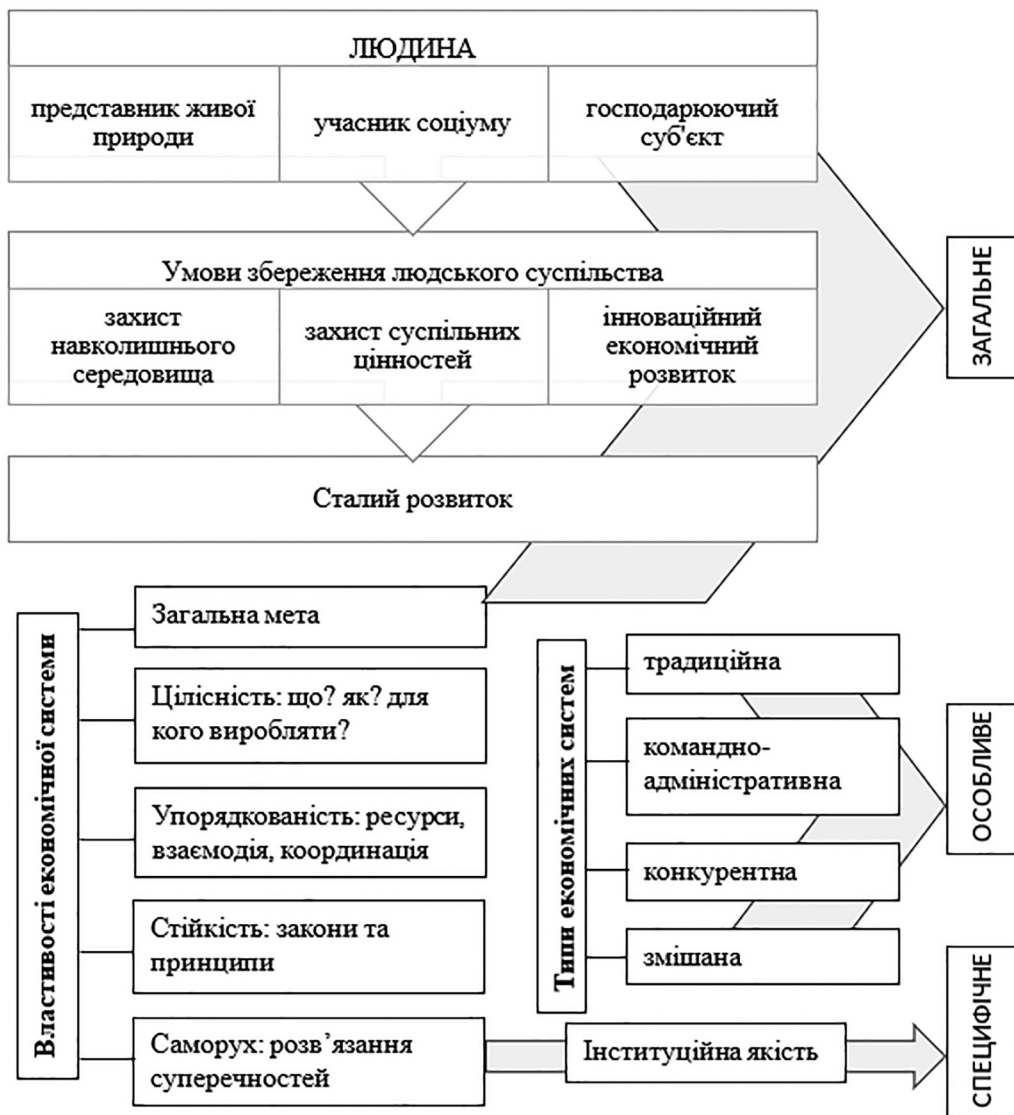 ЛЮДИНА
представник живої
природи
учасник соціуму
господарюючий
суб'єкт
Умови збереження людського суспільства
захист
навколишнього
середовища
захист суспільних
цінностей
інноваційний
економічний
розвиток
Сталий розвиток
ЗАГАЛЬНЕ
Властивості економічної системи
Загальна мета
Цілісність: що? як? для
кого виробляти?
Упорядкованість: ресурси,
взаємодія, координація
Стійкість: закони та
принципи
Саморух: розв’язання
суперечностей
Типи економічних систем
традиційна
командно-
адміністративна
конкурентна
змішана
ОСОБЛИВЕ
Інституційна якість
СПЕЦИФІЧНЕ